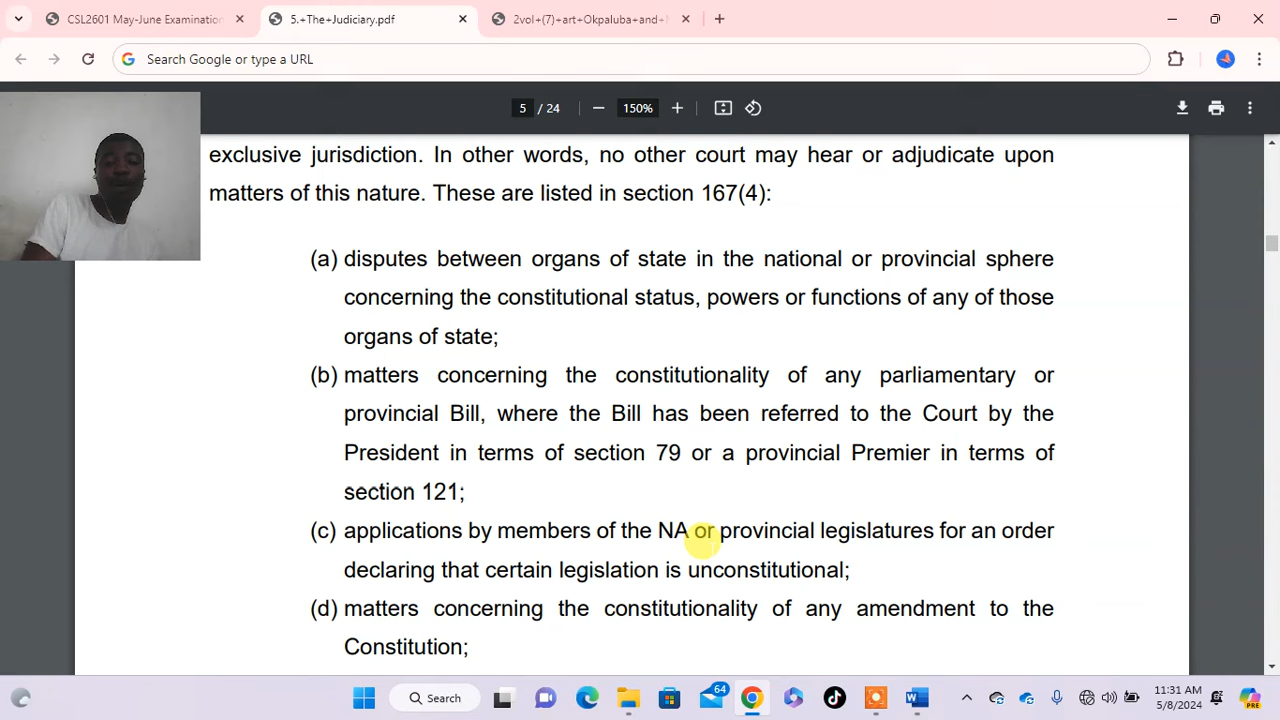 CSL2601 May-June Examination
5.+The+Judiciary.pdf
2vol+(7)+art+Okpaluba+and+
Search Google or type a URL
5 / 24
150%
exclusive jurisdiction. In other words, no other court may hear or adjudicate upon
matters of this nature. These are listed in section 167(4):
(a) disputes between organs of state in the national or provincial sphere
concerning the constitutional status, powers or functions of any of those
organs of state;
(b) matters concerning the constitutionality of any parliamentary or
provincial Bill, where the Bill has been referred to the Court by the
President in terms of section 79 or a provincial Premier in terms of
section 121;
(c) applications by members of the NA or provincial legislatures for an order
declaring that certain legislation is unconstitutional;
(d) matters concerning the constitutionality of any amendment to the
Constitution;
Search
64
11:31 AM
5/8/2024
PRE